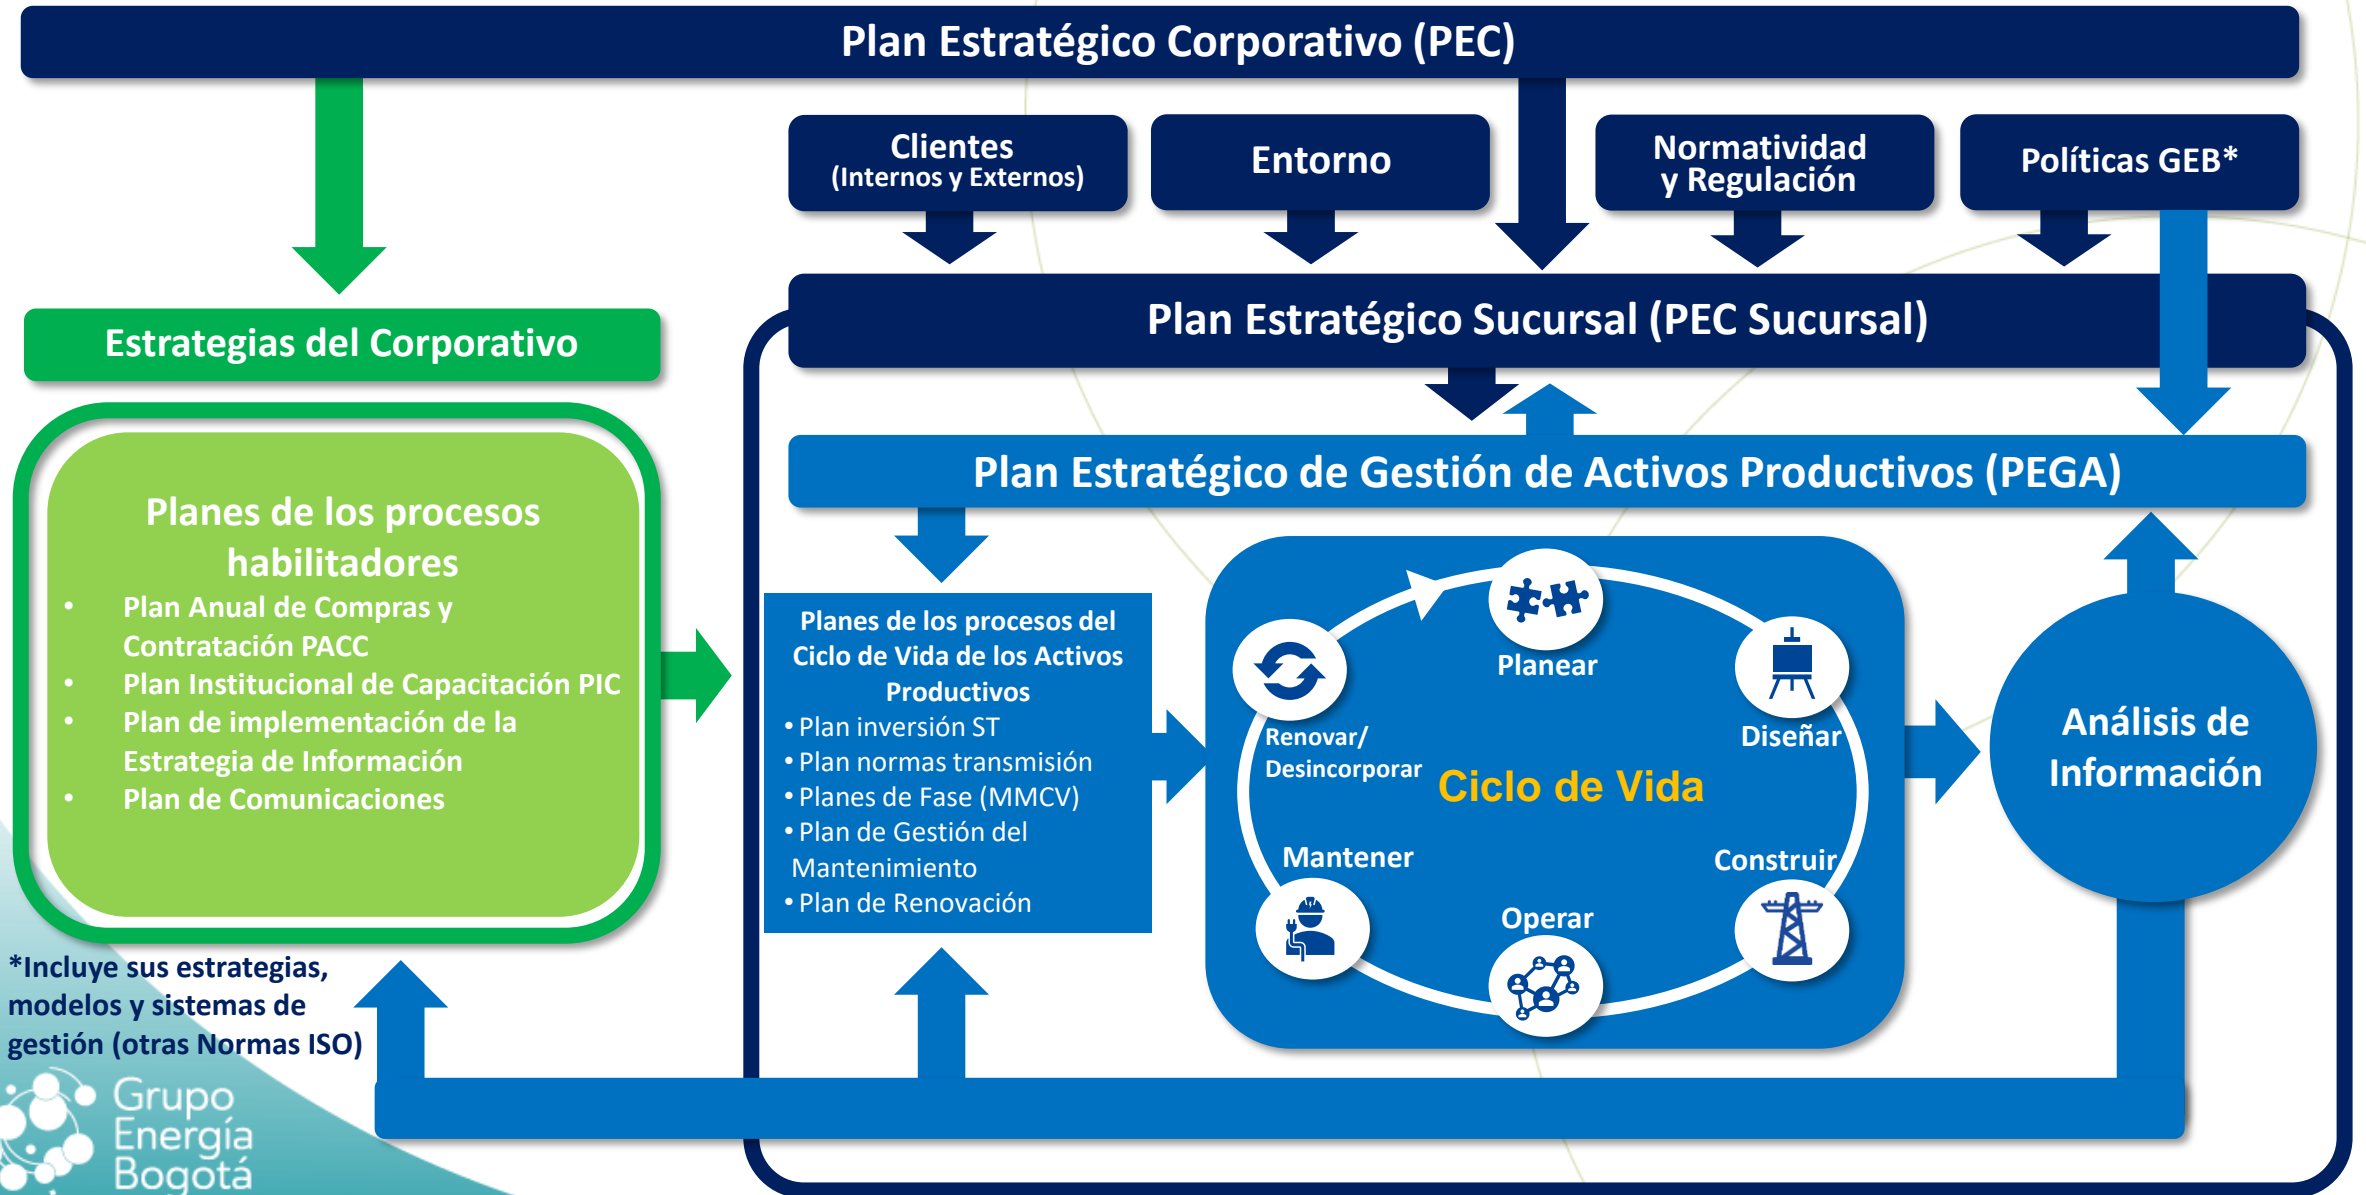 Plan Estratégico Corporativo (PEC)
Clientes
(Internos y Externos)
Entorno
Normatividad
y Regulación
Políticas GEB*
Plan Estratégico Sucursal (PEC Sucursal)
Estrategias del Corporativo
Plan Estratégico de Gestión de Activos Productivos (PEGA)
Planes de los procesos
habilitadores
• Plan Anual de Compras y
Contratación PACC
• Plan Institucional de Capacitación PIC
• Plan de implementación de la
Estrategia de Información
• Plan de Comunicaciones
Planes de los procesos del
Ciclo de Vida de los Activos
Productivos
• Plan inversión ST
• Plan normas transmisión
• Planes de Fase (MMCV)
• Plan de Gestión del
Mantenimiento
• Plan de Renovación
Planear
Diseñar
Renovar/
Desincorporar
Ciclo de Vida
Mantener
Construir
Operar
Análisis de
Información
*Incluye sus estrategias,
modelos y sistemas de
gestión (otras Normas ISO)
Grupo
Energía
Bogotá